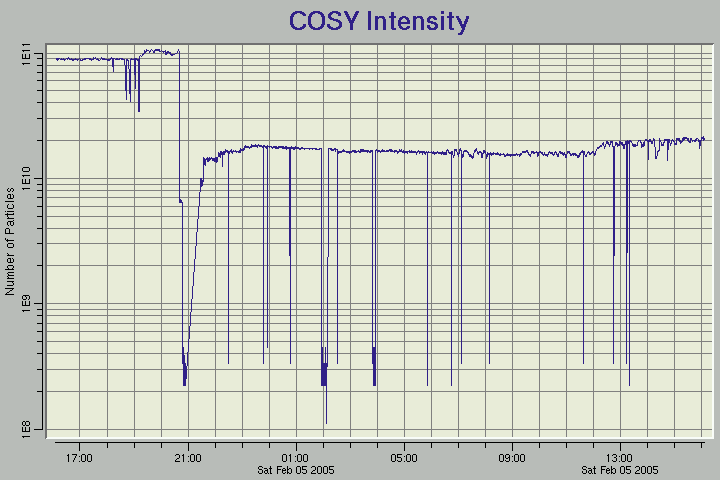 COSY Intensity
Number of Particles
1E11
1E10
1E9
1E8
17:00 21:00 01:00 05:00 09:00 13:00
Sat Feb 05 2005 Sat Feb 05 2005